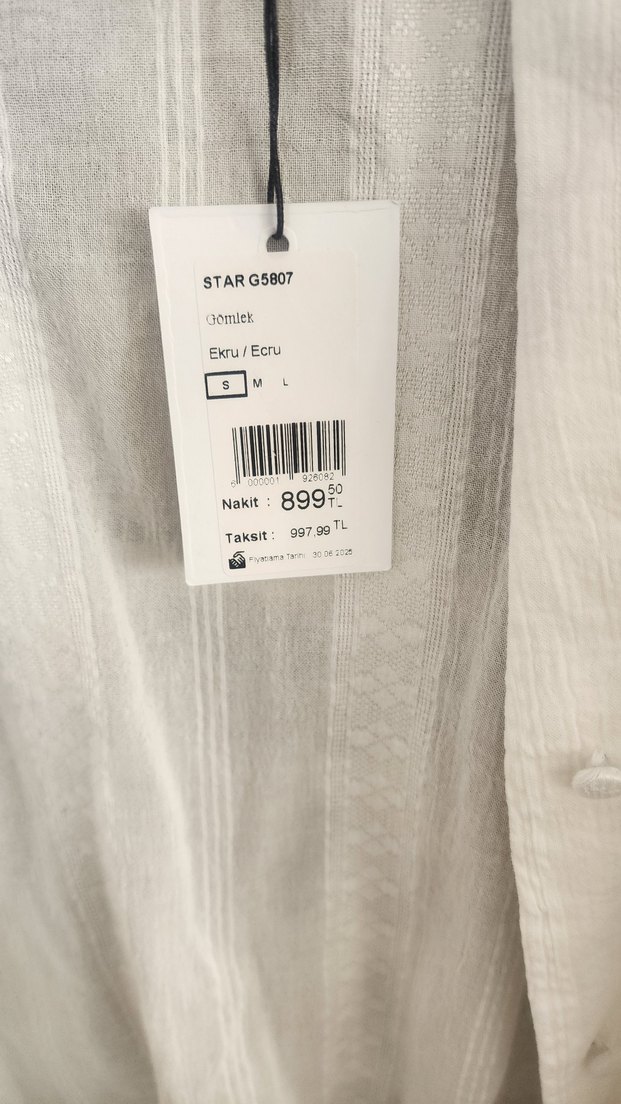 STAR G5807
Gömlek
Ekru / Ecru
S M L
000001 926082
Nakit : 899 50 TL
Taksit : 997,99 TL
Fiyatlama Tarihi: 30.06.2025